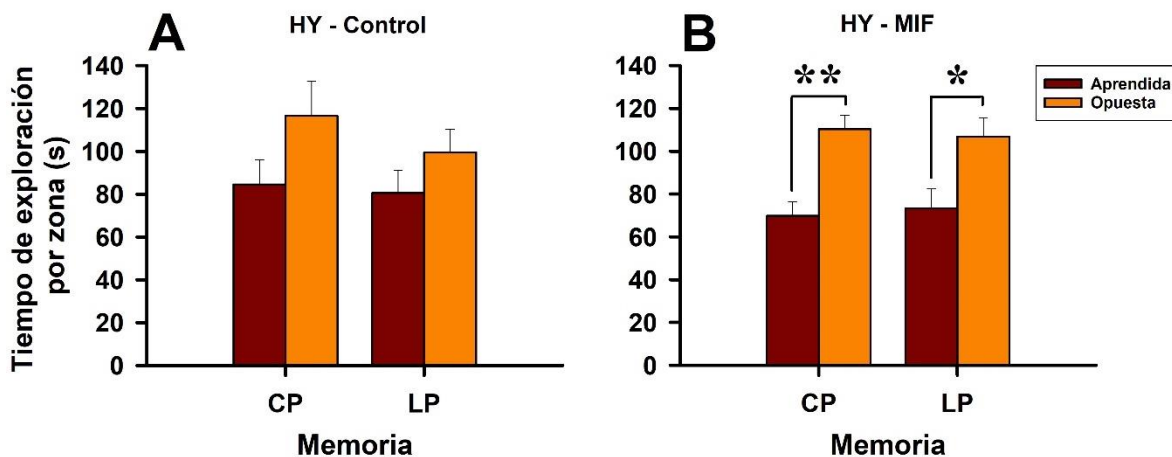 A
HY - Control
Tiempo de exploración
por zona (s)
140
120
100
80
60
40
20
0
CP
LP
Memoria
B
HY - MIF
140
120
100
80
60
40
20
0
**
*
CP
LP
Memoria
Aprendida
Opuesta